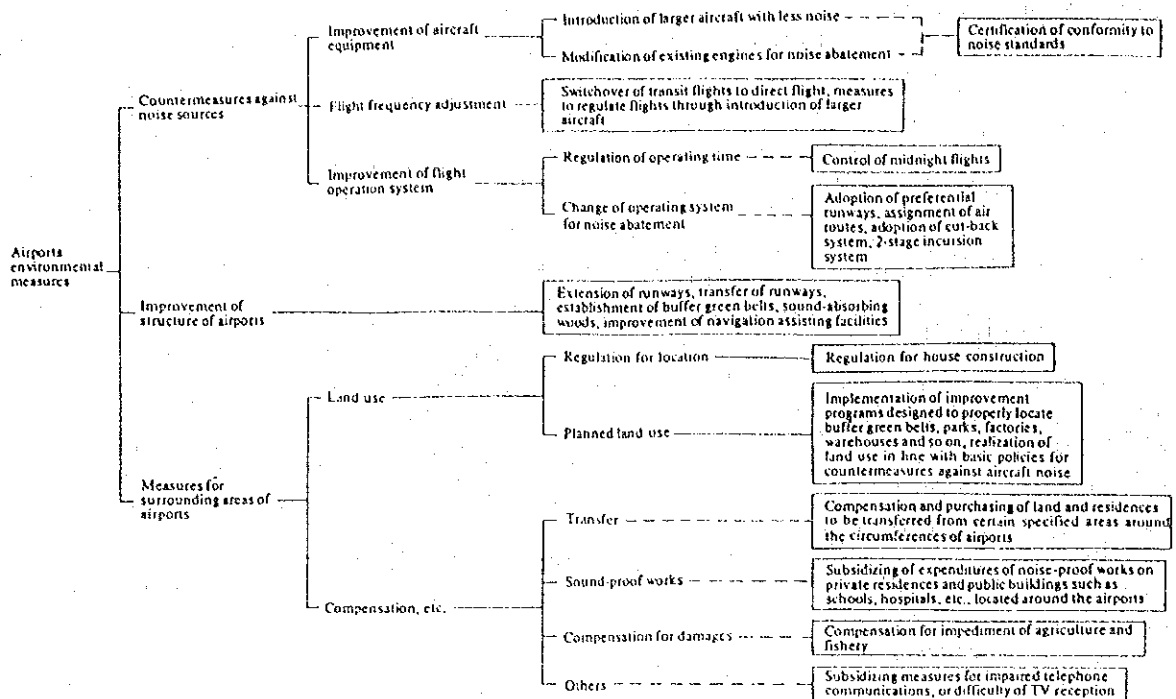 Airports
environmental
measures
Countermeasures against
noise sources
Improvement of aircraft
equipment
Introduction of larger aircraft with less noise
Modification of existing engines for noise abatement
Certification of conformity to
noise standards
Flight frequency adjustment
Switchover of transit flights to direct flight, measures
to regulate flights through introduction of larger
aircraft
Improvement of flight
operation system
Regulation of operating time
Control of midnight flights
Change of operating system
for noise abatement
Adoption of preferential
runways, assignment of air
routes, adoption of cut-back
system, 2-stage incursion
system
Improvement of
structure of airports
Extension of runways, transfer of runways,
establishment of buffer green belts, sound-absorbing
woods, improvement of navigation assisting facilities
Measures for
surrounding areas of
airports
Land use
Regulation for location
Regulation for house construction
Planned land use
Implementation of improvement
programs designed to properly locate
buffer green belts, parks, factories,
warehouses and so on, realization of
land use in line with basic policies for
countermeasures against aircraft noise
Compensation, etc.
Transfer
Compensation and purchasing of land and residences
to be transferred from certain specified areas around
the circumferences of airports
Sound-proof works
Subsidizing of expenditures of noise-proof works on
private residences and public buildings such as
schools, hospitals, etc., located around the airports
Compensation for damages
Compensation for impediment of agriculture and
fishery
Others
Subsidizing measures for impaired telephone
communications, or difficulty of TV reception